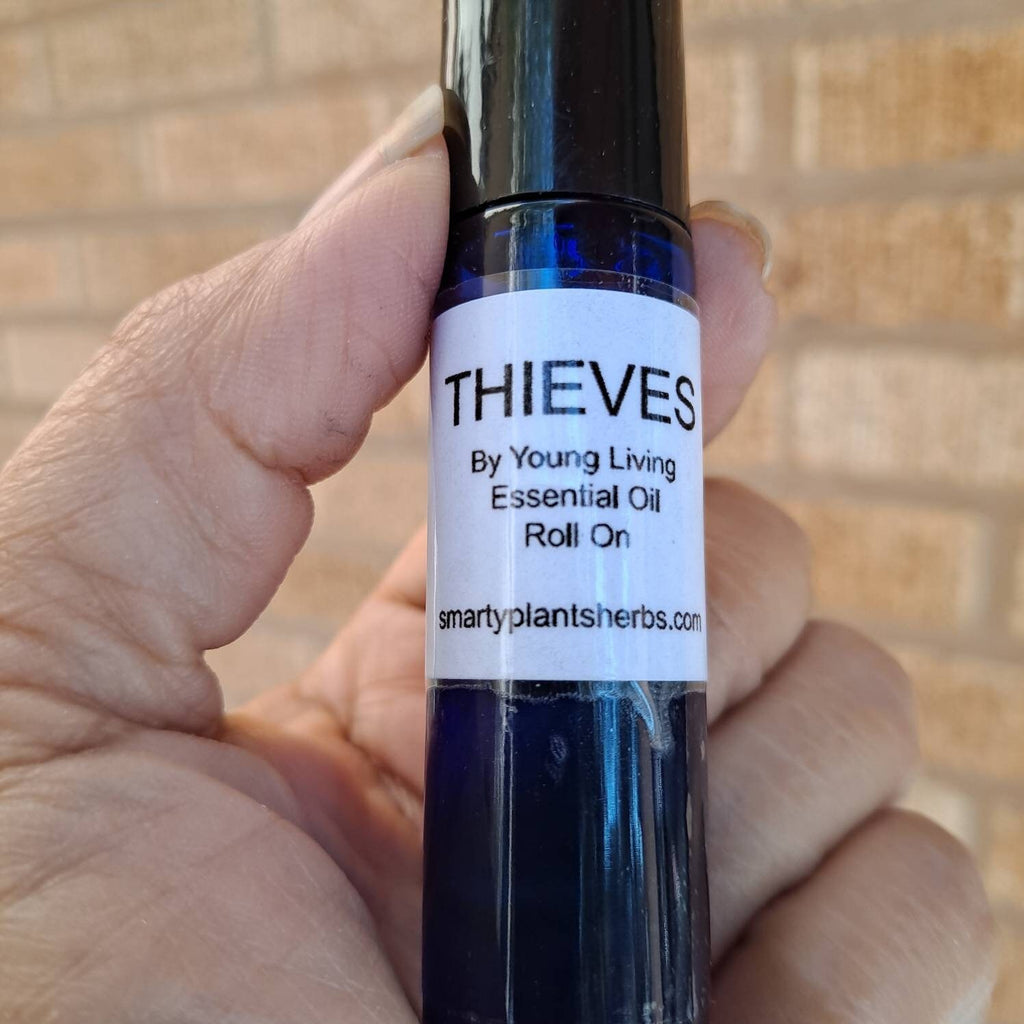 THIEVES
By Young Living
Essential Oil
Roll On
smartyplantsherbs.com